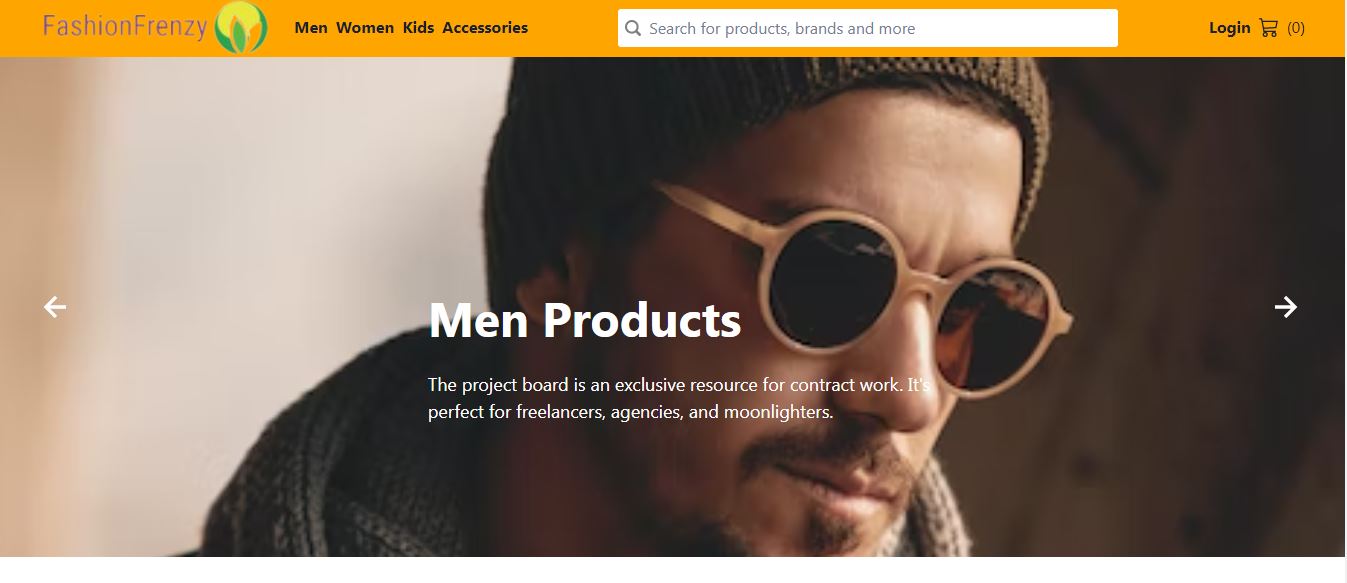 FashionFrenzy
Men Women Kids Accessories
Search for products, brands and more
Login (0)
Men Products
The project board is an exclusive resource for contract work. It's
perfect for freelancers, agencies, and moonlighters.